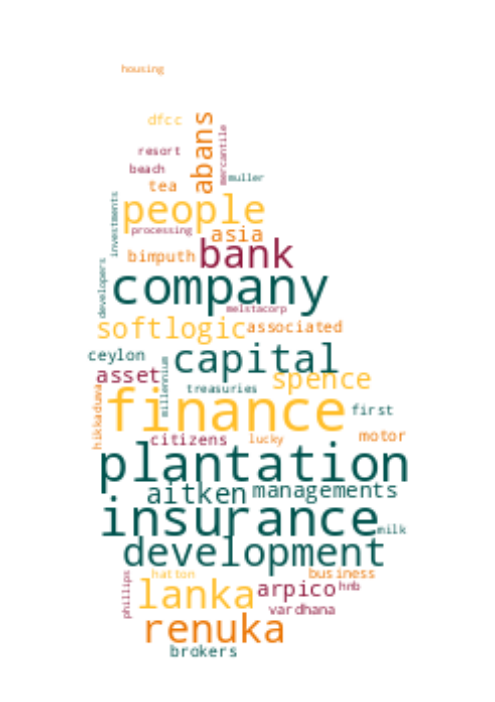 housing
dfcc
abans
mercantile
resort
beach
muller
tea
investments
people
processing
asia
bank
bimputh
developers
company
melstacorp
softlogic
associated
ceylon
capital
millennium
asset
spence
treasuries
hikkaduwa
finance
first
citizens
lucky
motor
plantation
aitken
managements
insurance
milk
development
hatton
business
phillips
lanka
arpico
hnb
vardhana
renuka
brokers